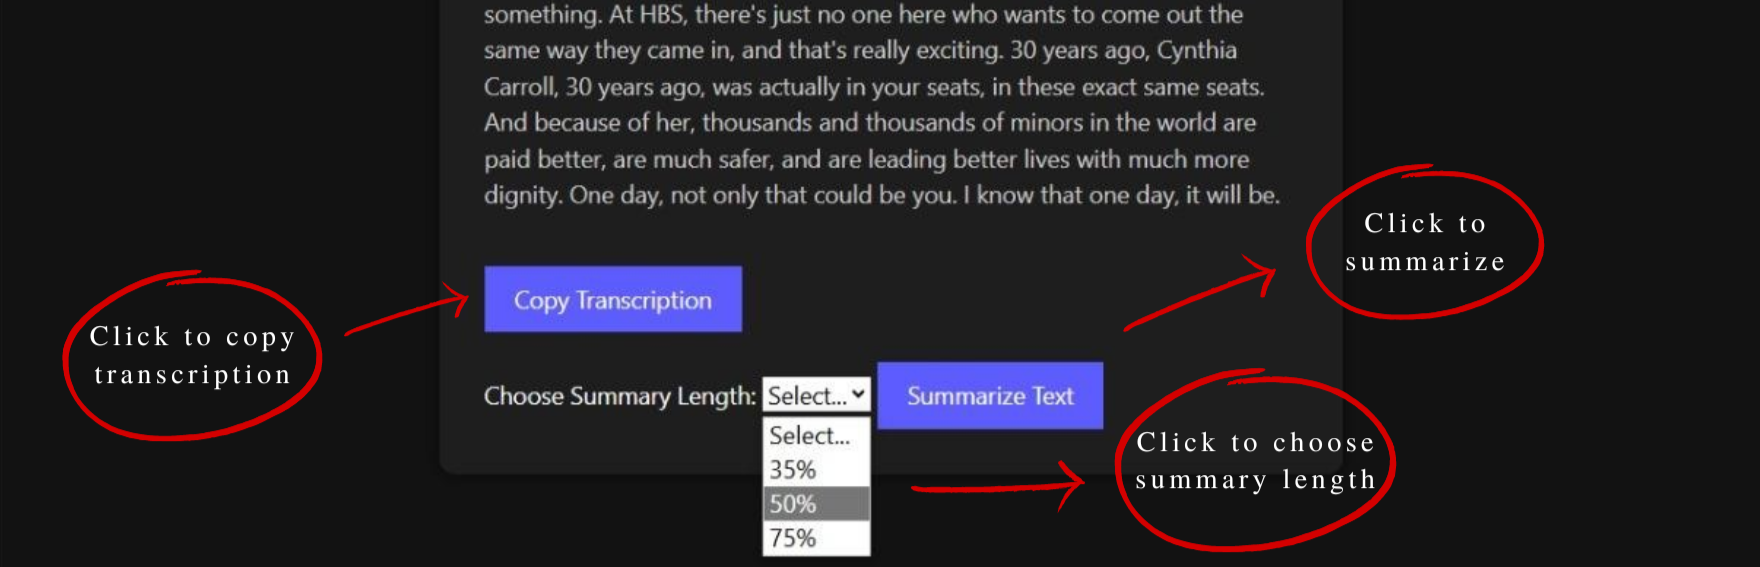 something. At HBS, there's just no one here who wants to come out the
same way they came in, and that's really exciting. 30 years ago, Cynthia
Carroll, 30 years ago, was actually in your seats, in these exact same seats.
And because of her, thousands and thousands of minors in the world are
paid better, are much safer, and are leading better lives with much more
dignity. One day, not only that could be you. I know that one day, it will be.
Click to
summarize
Copy Transcription
Click to copy
transcription
Choose Summary Length: Select... Summarize Text
Select...
35%
50%
75%
Click to choose
summary length